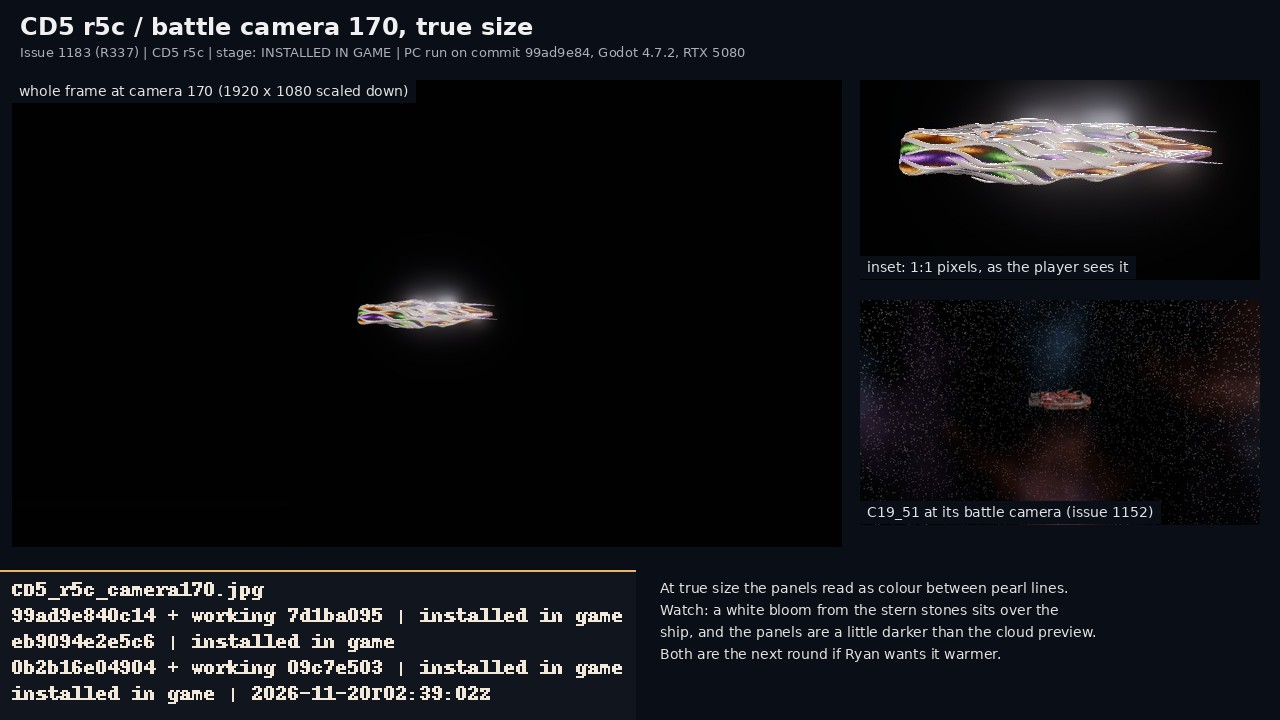 CD5 r5c / battle camera 170, true size
Issue 1183 (R337) | CD5 r5c | stage: INSTALLED IN GAME | PC run on commit 99ad9e84, Godot 4.7.2, RTX 5080
whole frame at camera 170 (1920 x 1080 scaled down)
inset: 1:1 pixels, as the player sees it
C19_51 at its battle camera (issue 1152)
CD5_r5c_camera170.jpg
99ad9e840c14 + working 7d1ba095 | installed in game
eb9094e2e5c6 | installed in game
0b2b16e04904 + working 09c7e503 | installed in game
installed in game | 2026-11-20T02:39:02Z
At true size the panels read as colour between pearl lines.
Watch: a white bloom from the stern stones sits over the
ship, and the panels are a little darker than the cloud preview.
Both are the next round if Ryan wants it warmer.